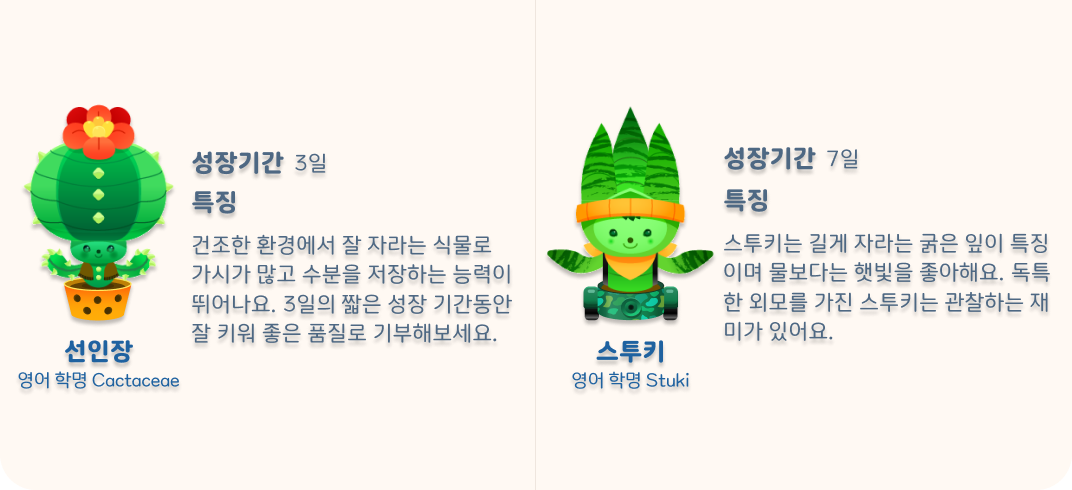 성장기간 3일
특징
건조한 환경에서 잘 자라는 식물로
가시가 많고 수분을 저장하는 능력이
뛰어나요. 3일의 짧은 성장 기간동안
잘 키워 좋은 품질로 기부해보세요.
선인장
영어 학명 Cactaceae
성장기간 7일
특징
스투키는 길게 자라는 굵은 잎이 특징
이며 물보다는 햇빛을 좋아해요. 독특
한 외모를 가진 스투키는 관찰하는 재
미가 있어요.
스투키
영어 학명 Stuki